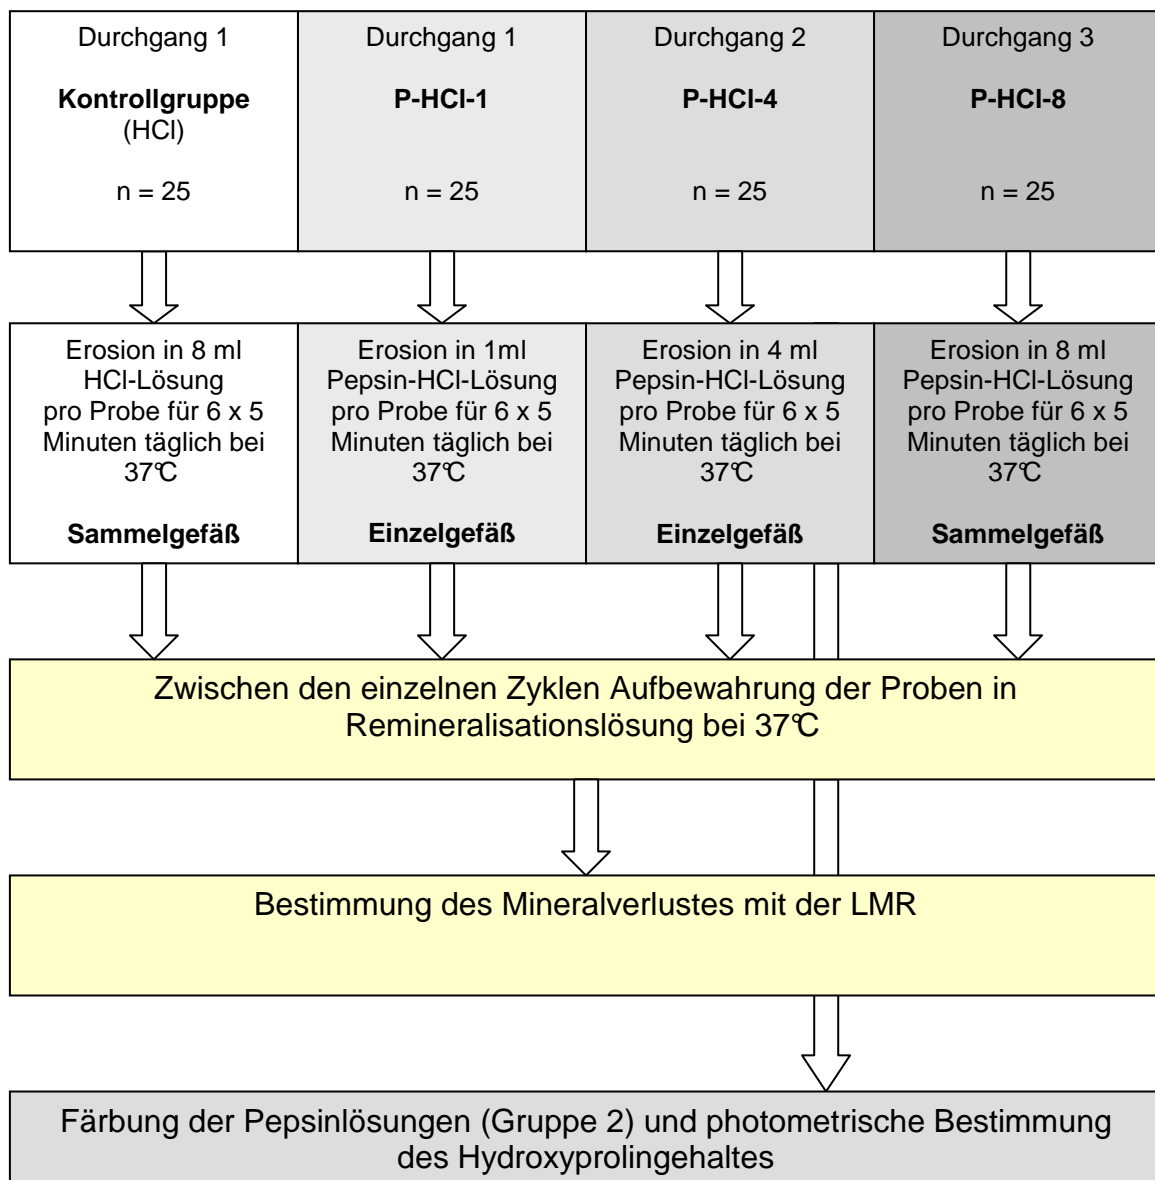 Durchgang 1
Kontrollgruppe
(HCl)
n = 25
Durchgang 1
P-HCl-1
n = 25
Durchgang 2
P-HCl-4
n = 25
Durchgang 3
P-HCl-8
n = 25
Erosion in 8 ml
HCl-Lösung
pro Probe für 6 x 5
Minuten täglich bei
37°C
Sammelgefäß
Erosion in 1ml
Pepsin-HCl-Lösung
pro Probe für 6 x 5
Minuten täglich bei
37°C
Einzelgefäß
Erosion in 4 ml
Pepsin-HCl-Lösung
pro Probe für 6 x 5
Minuten täglich bei
37°C
Einzelgefäß
Erosion in 8 ml
Pepsin-HCl-Lösung
pro Probe für 6 x 5
Minuten täglich bei
37°C
Sammelgefäß
Zwischen den einzelnen Zyklen Aufbewahrung der Proben in
Remineralisationslösung bei 37°C
Bestimmung des Mineralverlustes mit der LMR
Färbung der Pepsinlösungen (Gruppe 2) und photometrische Bestimmung
des Hydroxyprolingehaltes